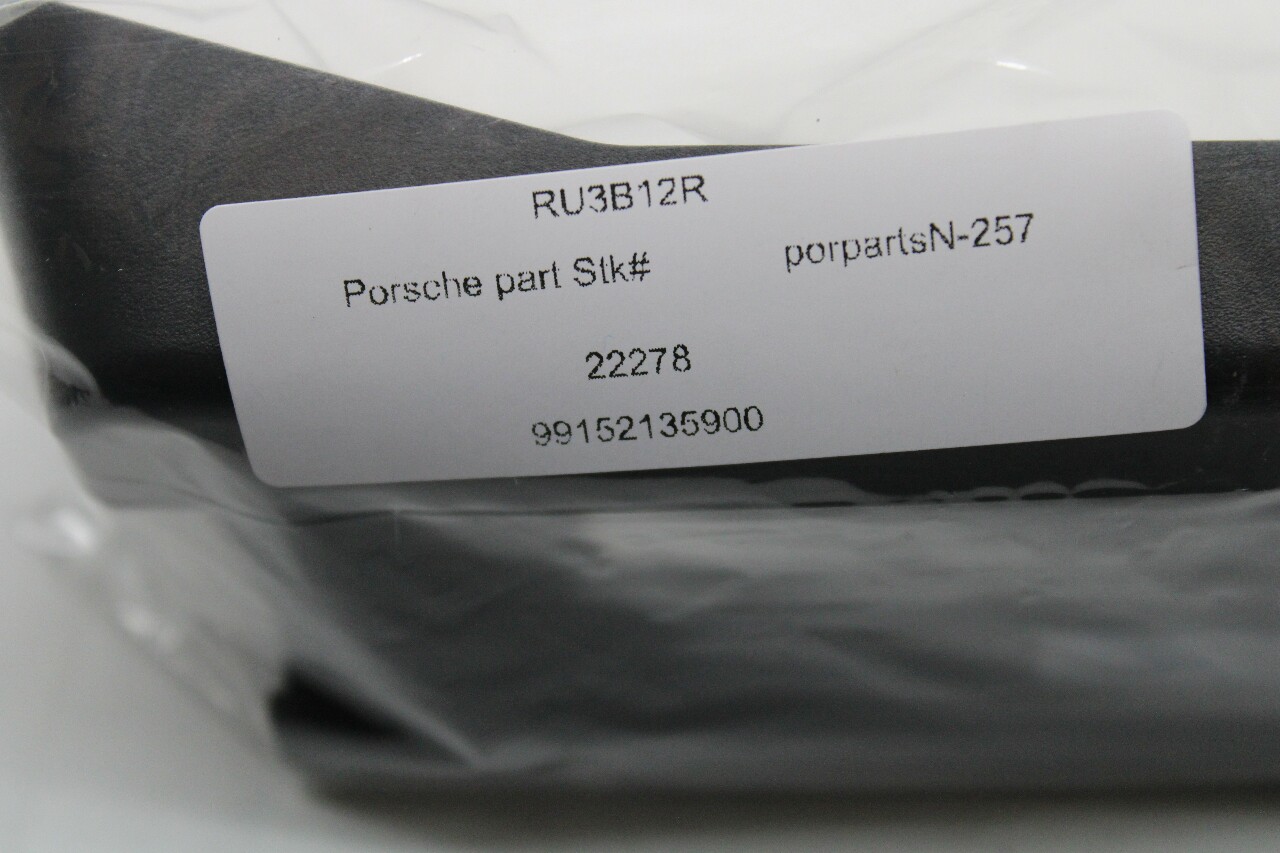 RU3B12R
Porsche part Stk# porpartsN-257
22278
99152135900